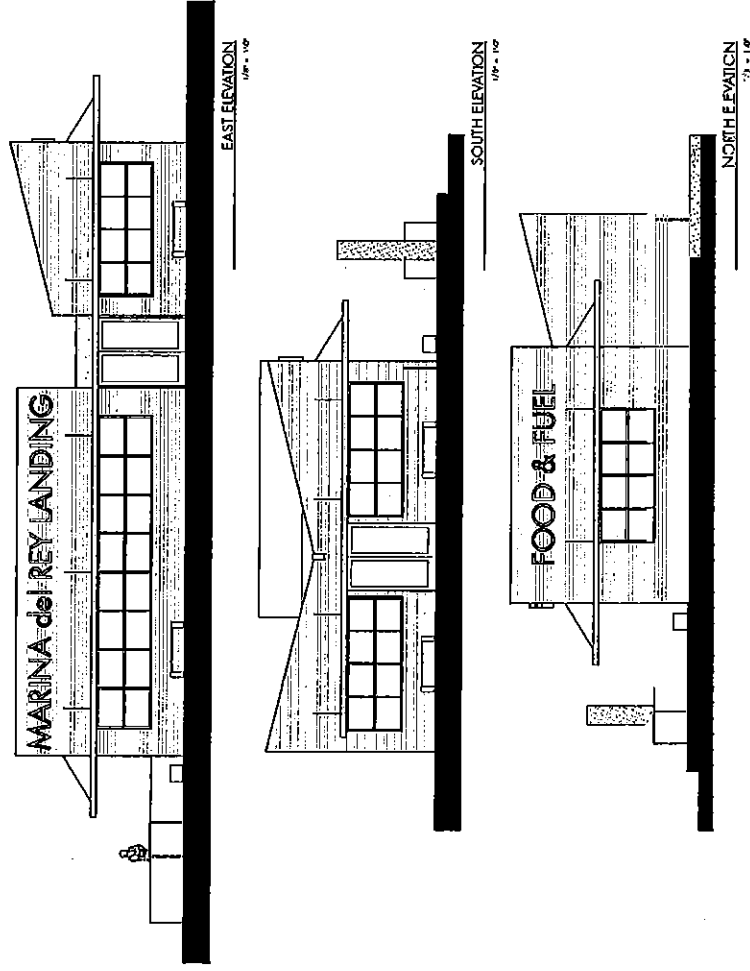 MARINA del REY LANDING
EAST ELEVATION
SOUTH ELEVATION
FOOD & FUEL
NORTH ELEVATION